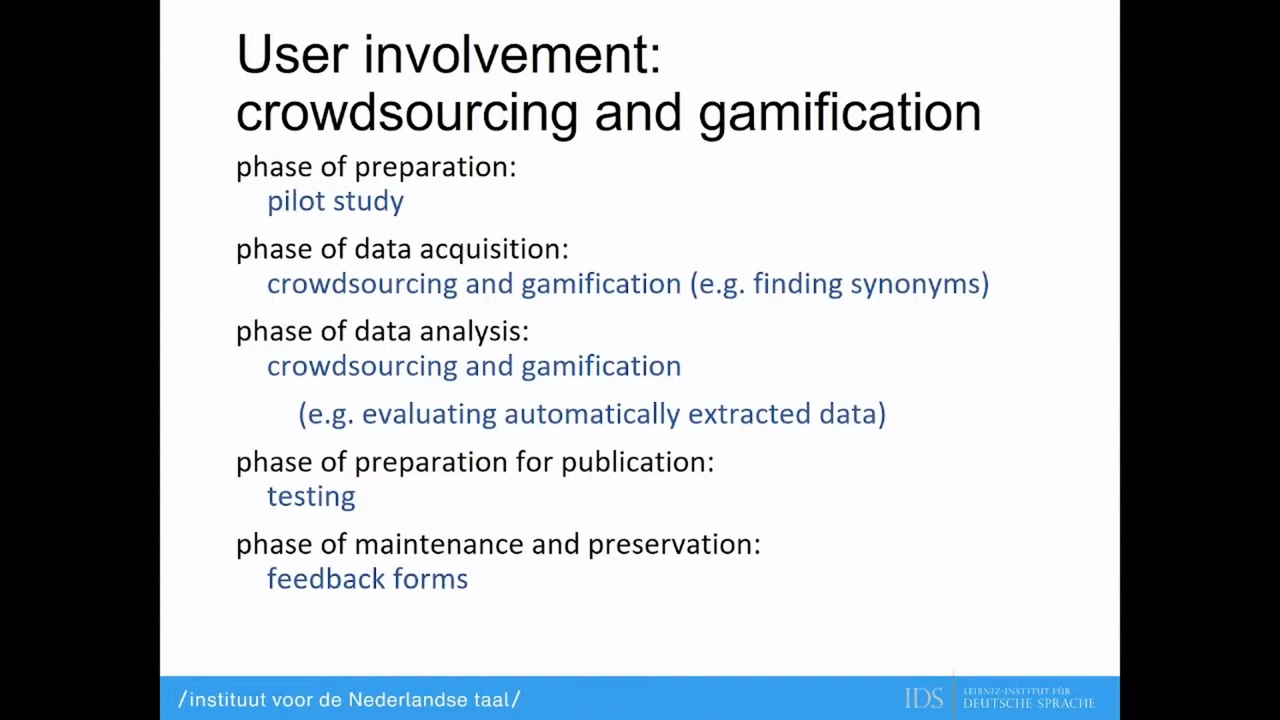 User involvement:
crowdsourcing and gamification
phase of preparation:
pilot study
phase of data acquisition:
crowdsourcing and gamification (e.g. finding synonyms)
phase of data analysis:
crowdsourcing and gamification
(e.g. evaluating automatically extracted data)
phase of preparation for publication:
testing
phase of maintenance and preservation:
feedback forms
/instituut voor de Nederlandse taal/
IDS
LEIBNIZ-INSTITUT FÜR
DEUTSCHE SPRACHE